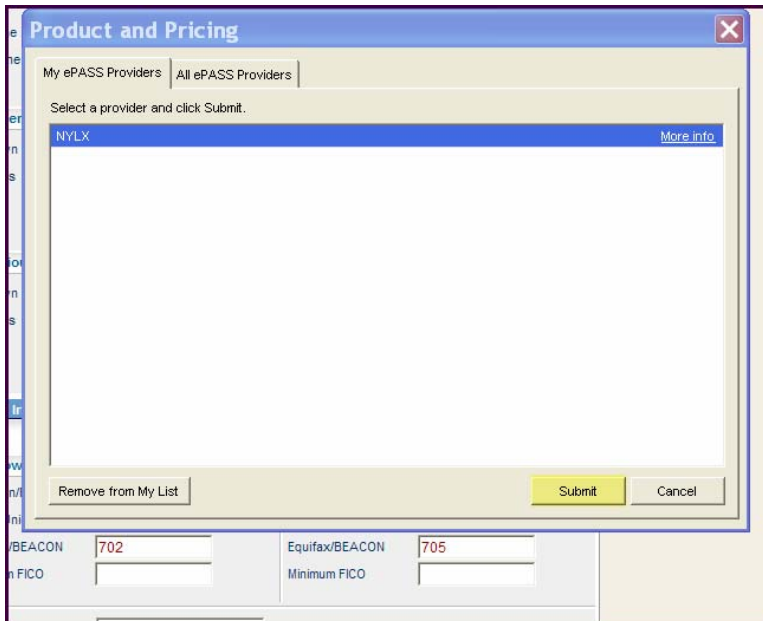 Product and Pricing
My ePASS Providers
All ePASS Providers
Select a provider and click Submit.
NYLX
More info
Remove from My List
Submit
Cancel
/BEACON
702
Equifax/BEACON
705
FICO
Minimum FICO